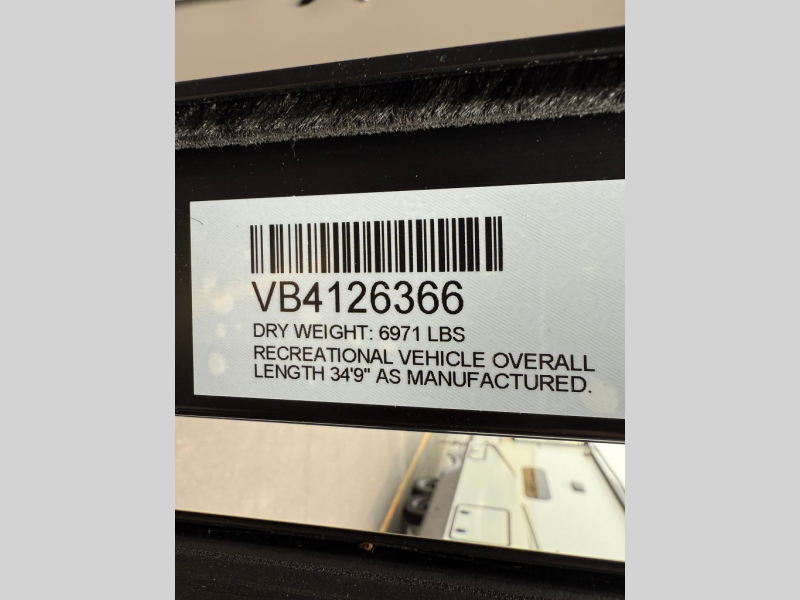 VB4126366
DRY WEIGHT: 6971 LBS
RECREATIONAL VEHICLE OVERALL
LENGTH 34'9" AS MANUFACTURED.